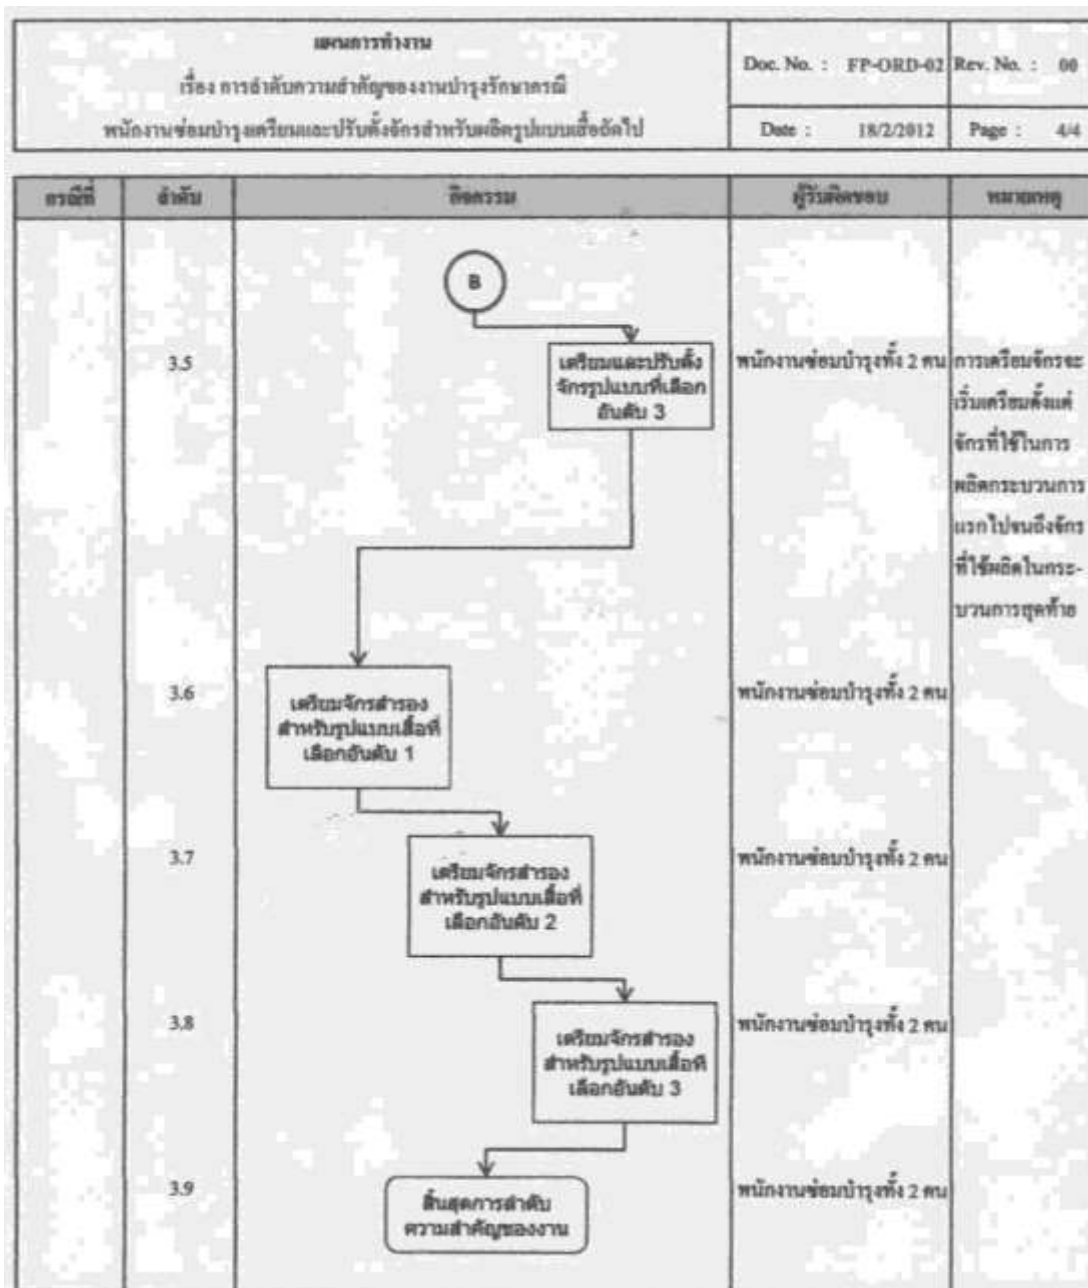 แผนการทำงาน
เรื่อง การลำดับความสำคัญของงานบำรุงรักษากรณี
พนักงานซ่อมบำรุงเตรียมและปรับตั้งจักรสำหรับผลิตรูปแบบเสื้อถัดไป
Doc. No. : FP-ORD-02 Rev. No. : 00
Date : 18/2/2012 Page : 4/4
กรณีที่ ลำดับ กิจกรรม ผู้รับผิดชอบ หมายเหตุ
B
3.5
เตรียมและปรับตั้ง
จักรรูปแบบที่เลือก
อันดับ 3
พนักงานซ่อมบำรุงทั้ง 2 คน
การเตรียมจักรจะ
เริ่มเตรียมตั้งแต่
จักรที่ใช้ในการ
ผลิตกระบวนการ
แรกไปจนถึงจักร
ที่ใช้ผลิตในกระ-
บวนการสุดท้าย
3.6
เตรียมจักรสำรอง
สำหรับรูปแบบเสื้อที่
เลือกอันดับ 1
พนักงานซ่อมบำรุงทั้ง 2 คน
3.7
เตรียมจักรสำรอง
สำหรับรูปแบบเสื้อที่
เลือกอันดับ 2
พนักงานซ่อมบำรุงทั้ง 2 คน
3.8
เตรียมจักรสำรอง
สำหรับรูปแบบเสื้อที่
เลือกอันดับ 3
พนักงานซ่อมบำรุงทั้ง 2 คน
3.9
สิ้นสุดการลำดับ
ความสำคัญของงาน
พนักงานซ่อมบำรุงทั้ง 2 คน